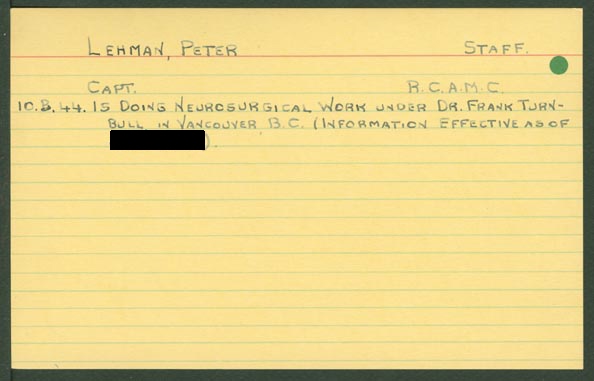 LEHMAN, PETER STAFF.
CAPT. R.C.A.M.C.
10.3.44. IS DOING NEUROSURGICAL WORK UNDER DR. FRANK TURN-
BULL IN VANCOUVER, B.C. (INFORMATION EFFECTIVE AS OF
).